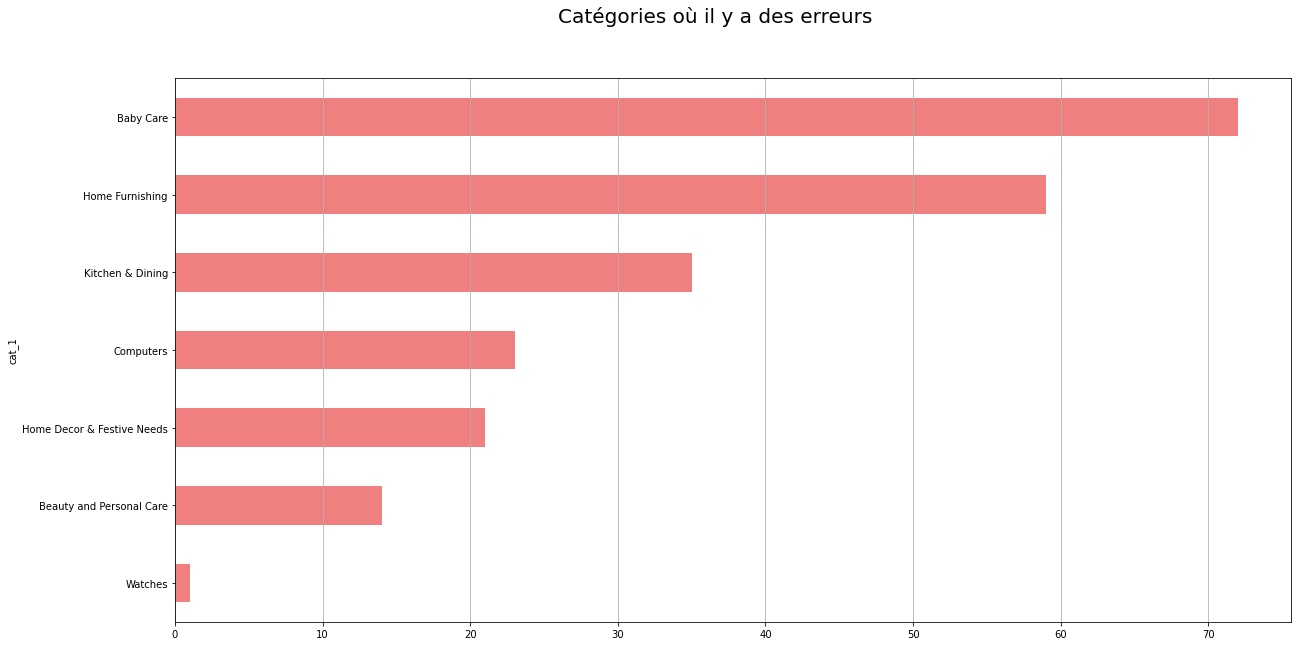 Catégories où il y a des erreurs
Baby Care
Home Furnishing
Kitchen & Dining
Computers
Home Decor & Festive Needs
Beauty and Personal Care
Watches
cat_1
0 10 20 30 40 50 60 70